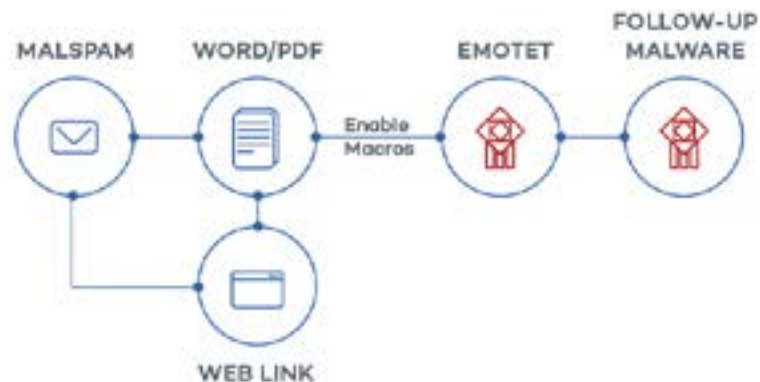 MALSPAM
WORD/PDF
EMOTET
FOLLOW-UP
MALWARE
Enable
Macros
WEB LINK